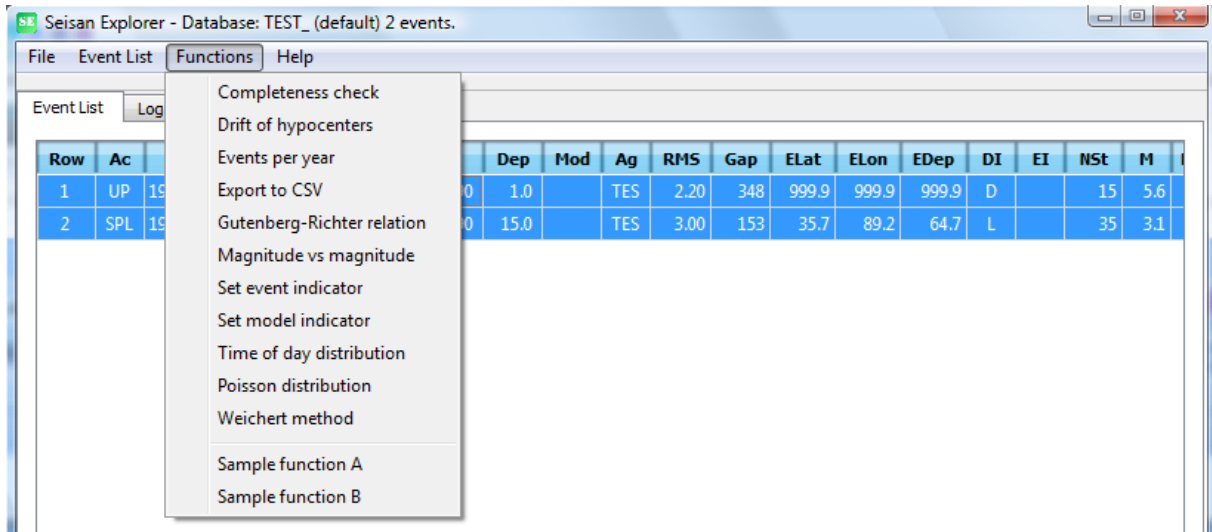 SE Seisan Explorer - Database: TEST_ (default) 2 events.
File Event List Functions Help
Completeness check
Event List Log
Drift of hypocenters
Row Ac Events per year Dep Mod Ag RMS Gap ELat ELon EDep DI EI NSt M
1 UP 19 Export to CSV 0 1.0 TES 2.20 348 999.9 999.9 999.9 D 15 5.6
2 SPL 19 Gutenberg-Richter relation 0 15.0 TES 3.00 153 35.7 89.2 64.7 L 35 3.1
Magnitude vs magnitude
Set event indicator
Set model indicator
Time of day distribution
Poisson distribution
Weichert method
Sample function A
Sample function B